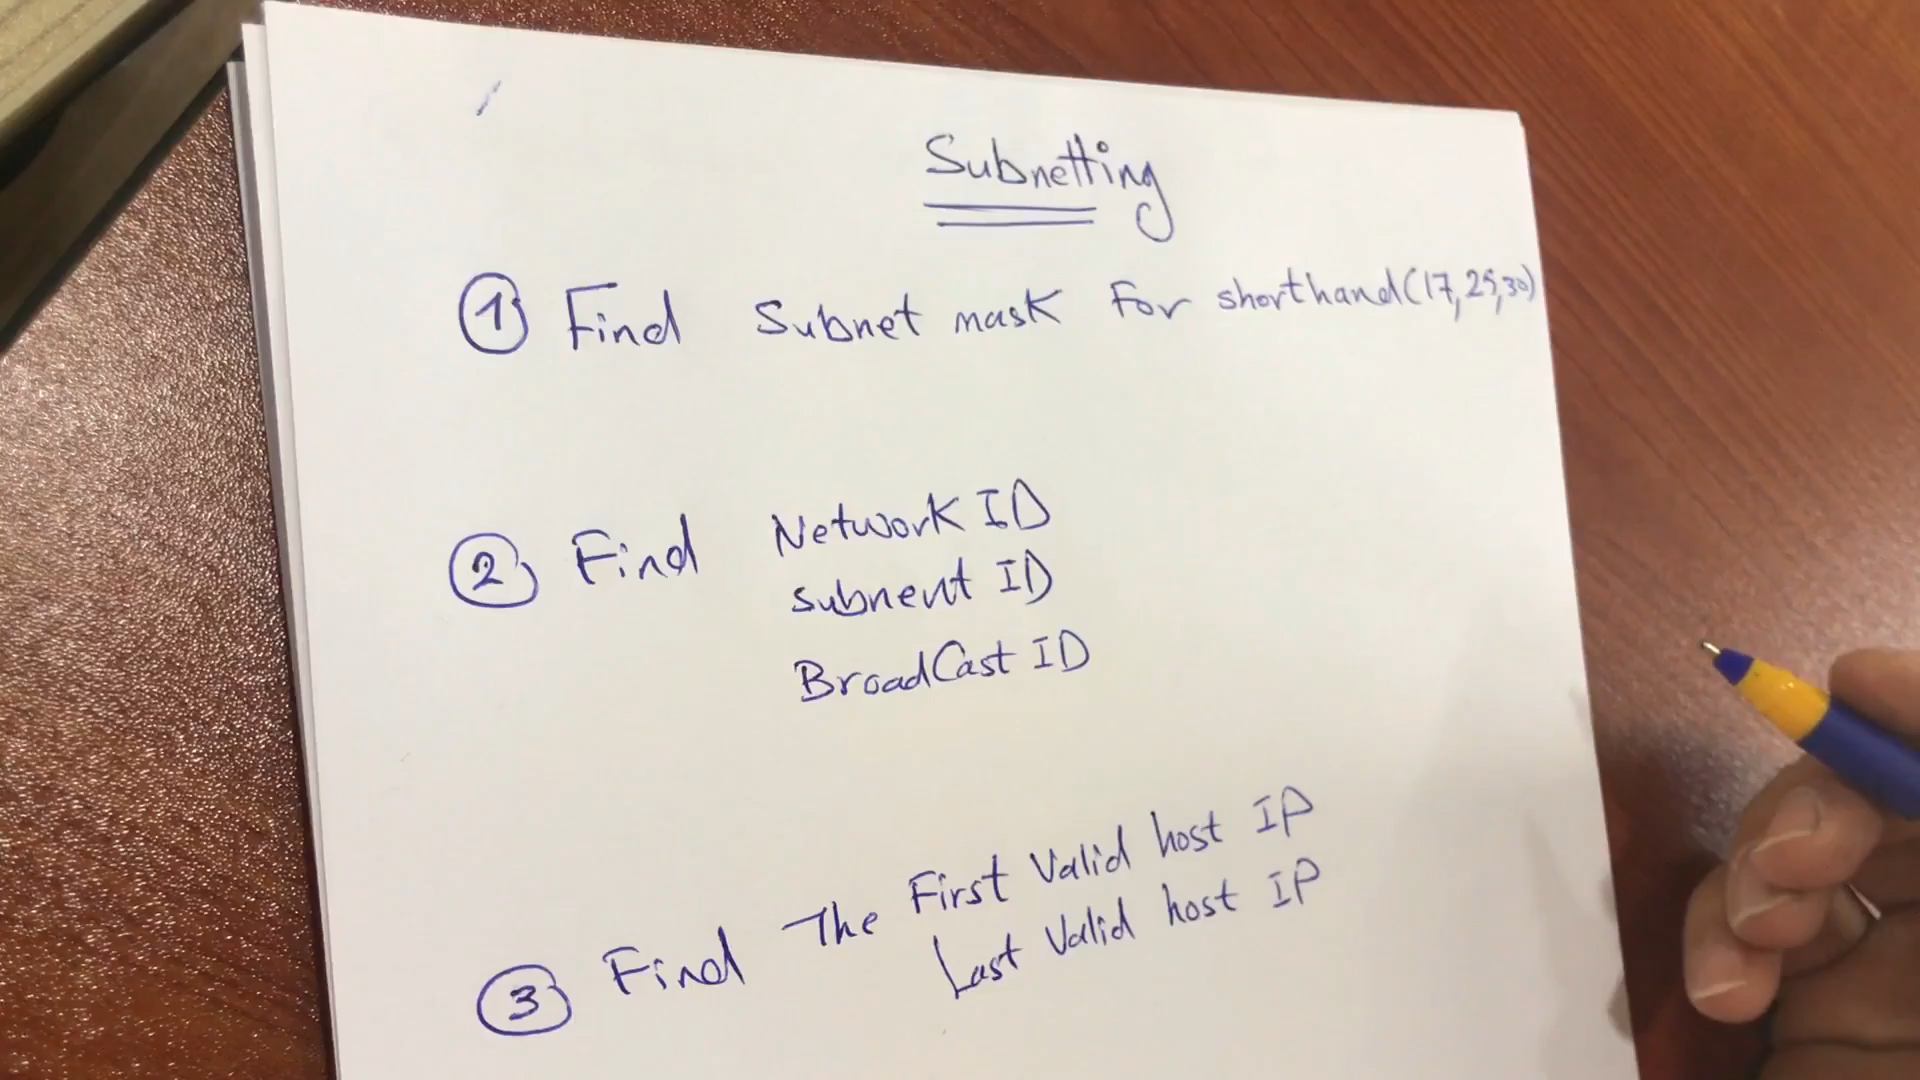 Subnetting
1 Find Subnet mask For shorthand(17,25,30)
2 Find Network ID
subnent ID
BroadCast ID
3 Find The First Valid host IP
Last Valid host IP